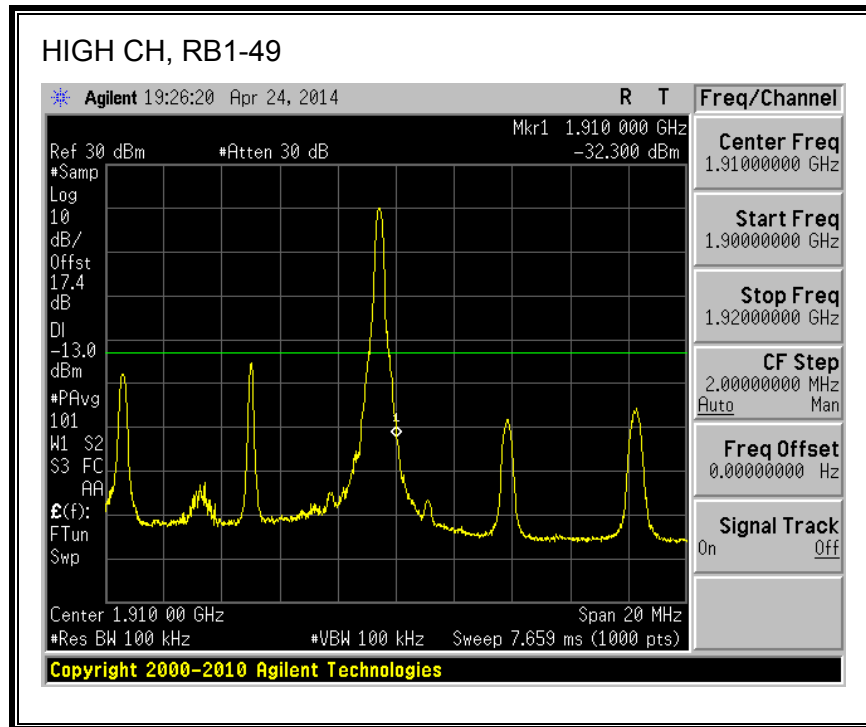 HIGH CH, RB1-49
Agilent 19:26:20 Apr 24, 2014 R T
Freq/Channel
Mkr1 1.910 000 GHz
Ref 30 dBm #Atten 30 dB -32.300 dBm
#Samp
Log
10
dB/
Offst
17.4
dB
DI
-13.0
dBm
#PAvg
101
W1 S2
S3 FC
AA
£(f):
FTun
Swp
1
Center 1.910 00 GHz Span 20 MHz
#Res BW 100 kHz #VBW 100 kHz Sweep 7.659 ms (1000 pts)
Center Freq
1.91000000 GHz
Start Freq
1.90000000 GHz
Stop Freq
1.92000000 GHz
CF Step
2.00000000 MHz
Auto Man
Freq Offset
0.00000000 Hz
Signal Track
On Off
Copyright 2000-2010 Agilent Technologies